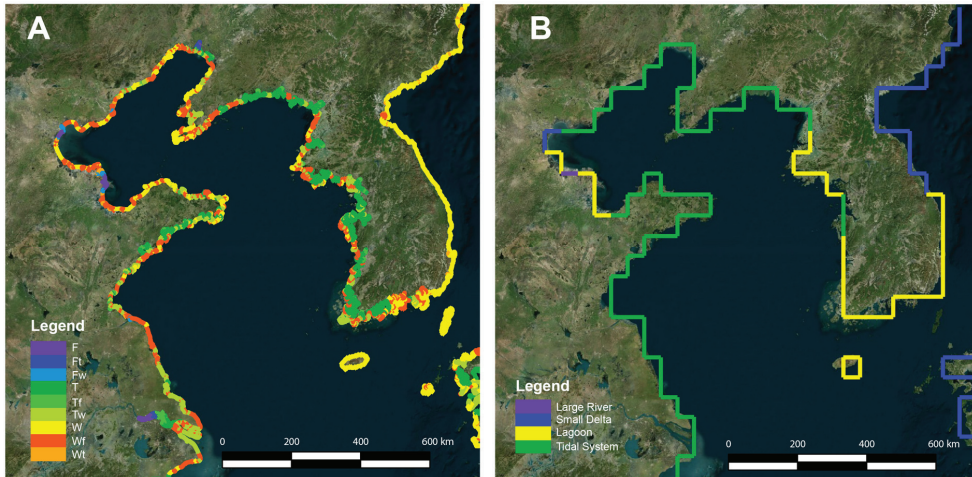 A
Legend
F
Ft
Fw
T
Tf
Tw
W
Wf
Wt
0 200 400 600 km
B
Legend
Large River
Small Delta
Lagoon
Tidal System
0 200 400 600 km